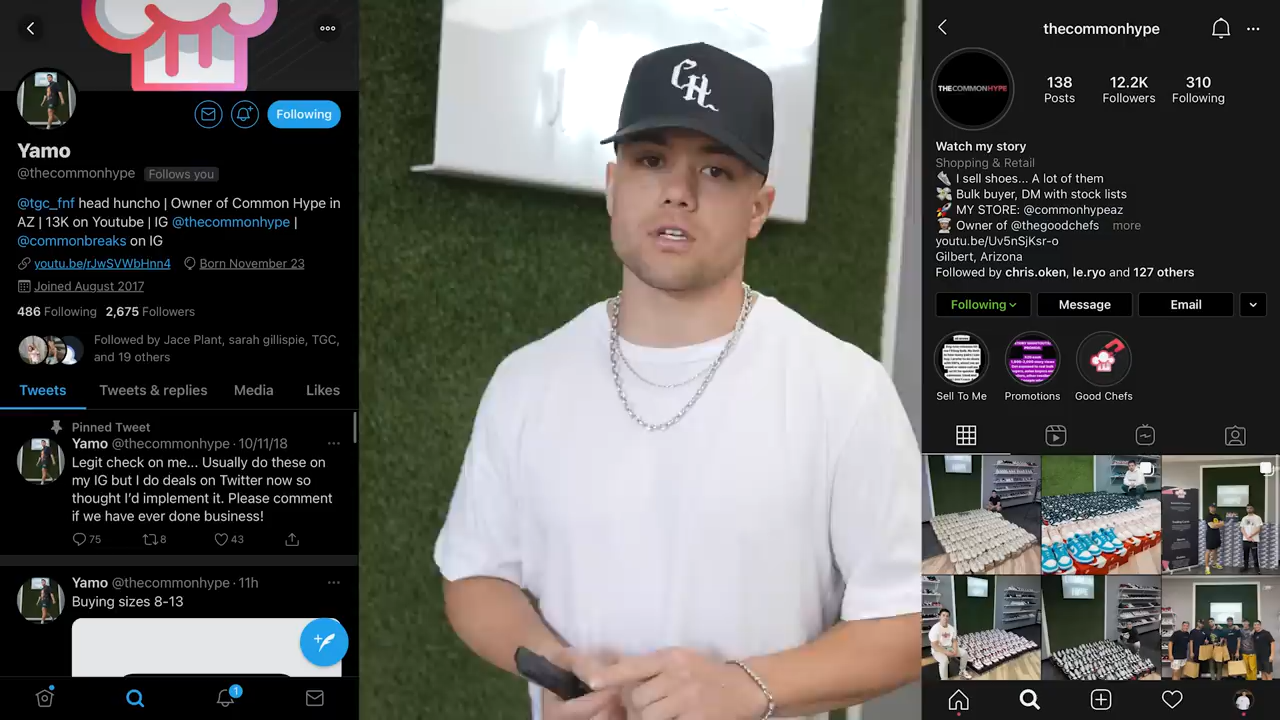 Yamo
@thecommonhype Follows you
Following
@tgc_fnf head huncho | Owner of Common Hype in
AZ | 13K on Youtube | IG @thecommonhype |
@commonbreaks on IG
youtu.be/rJwSVWbHnn4 Born November 23
Joined August 2017
486 Following 2,675 Followers
Followed by Jace Plant, sarah gillispie, TGC,
and 19 others
Tweets Tweets & replies Media Likes
Pinned Tweet
Yamo @thecommonhype · 10/11/18
Legit check on me... Usually do these on
my IG but I do deals on Twitter now so
thought I'd implement it. Please comment
if we have ever done business!
75 8 43
Yamo @thecommonhype · 11h
Buying sizes 8-13
1
CH
thecommonhype
THECOMMONHYPE
138 12.2K 310
Posts Followers Following
Watch my story
Shopping & Retail
👟 I sell shoes... A lot of them
💸 Bulk buyer, DM with stock lists
🚀 MY STORE: @commonhypeaz
👨🏽‍🍳 Owner of @thegoodchefs more
youtu.be/Uv5nSjKsr-o
Gilbert, Arizona
Followed by chris.oken, le.ryo and 127 others
Following Message Email
Sell To Me Promotions Good Chefs